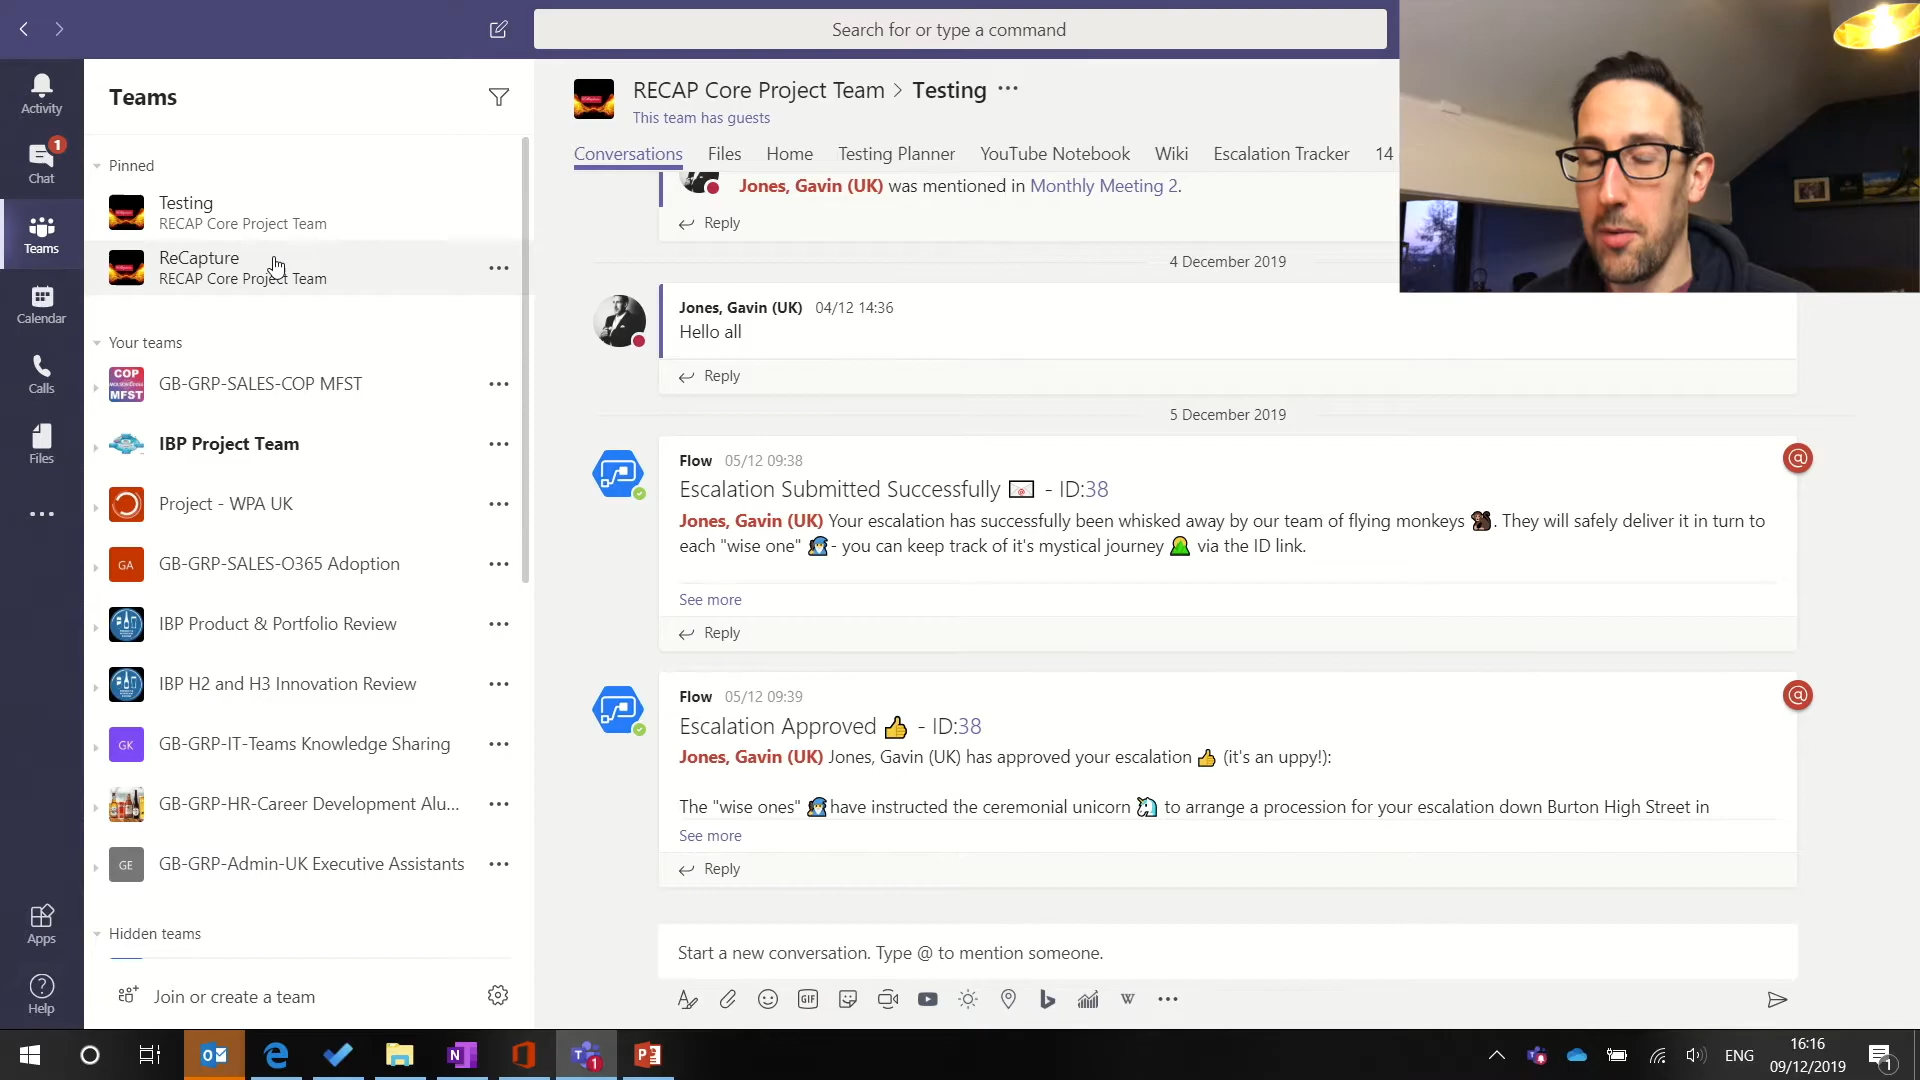 Search for or type a command
Activity
Chat
1
Teams
Calendar
Calls
Files
Apps
Help
Teams
Pinned
Testing
RECAP Core Project Team
ReCapture
RECAP Core Project Team
Your teams
COP
MFST
GB-GRP-SALES-COP MFST
IBP Project Team
Project - WPA UK
GA
GB-GRP-SALES-O365 Adoption
IBP Product & Portfolio Review
IBP H2 and H3 Innovation Review
GK
GB-GRP-IT-Teams Knowledge Sharing
GB-GRP-HR-Career Development Alu...
GE
GB-GRP-Admin-UK Executive Assistants
Hidden teams
Join or create a team
RECAP Core Project Team > Testing
This team has guests
Conversations Files Home Testing Planner YouTube Notebook Wiki Escalation Tracker 14
Jones, Gavin (UK) was mentioned in Monthly Meeting 2.
Reply
4 December 2019
Jones, Gavin (UK) 04/12 14:36
Hello all
Reply
5 December 2019
Flow 05/12 09:38
Escalation Submitted Successfully - ID:38
Jones, Gavin (UK) Your escalation has successfully been whisked away by our team of flying monkeys 🐒. They will safely deliver it in turn to
each "wise one" - you can keep track of it's mystical journey via the ID link.
See more
Reply
Flow 05/12 09:39
Escalation Approved 👍 - ID:38
Jones, Gavin (UK) Jones, Gavin (UK) has approved your escalation 👍 (it's an uppy!):
The "wise ones" have instructed the ceremonial unicorn to arrange a procession for your escalation down Burton High Street in
See more
Reply
Start a new conversation. Type @ to mention someone.
GIF
W
1
ENG
16:16
09/12/2019
1